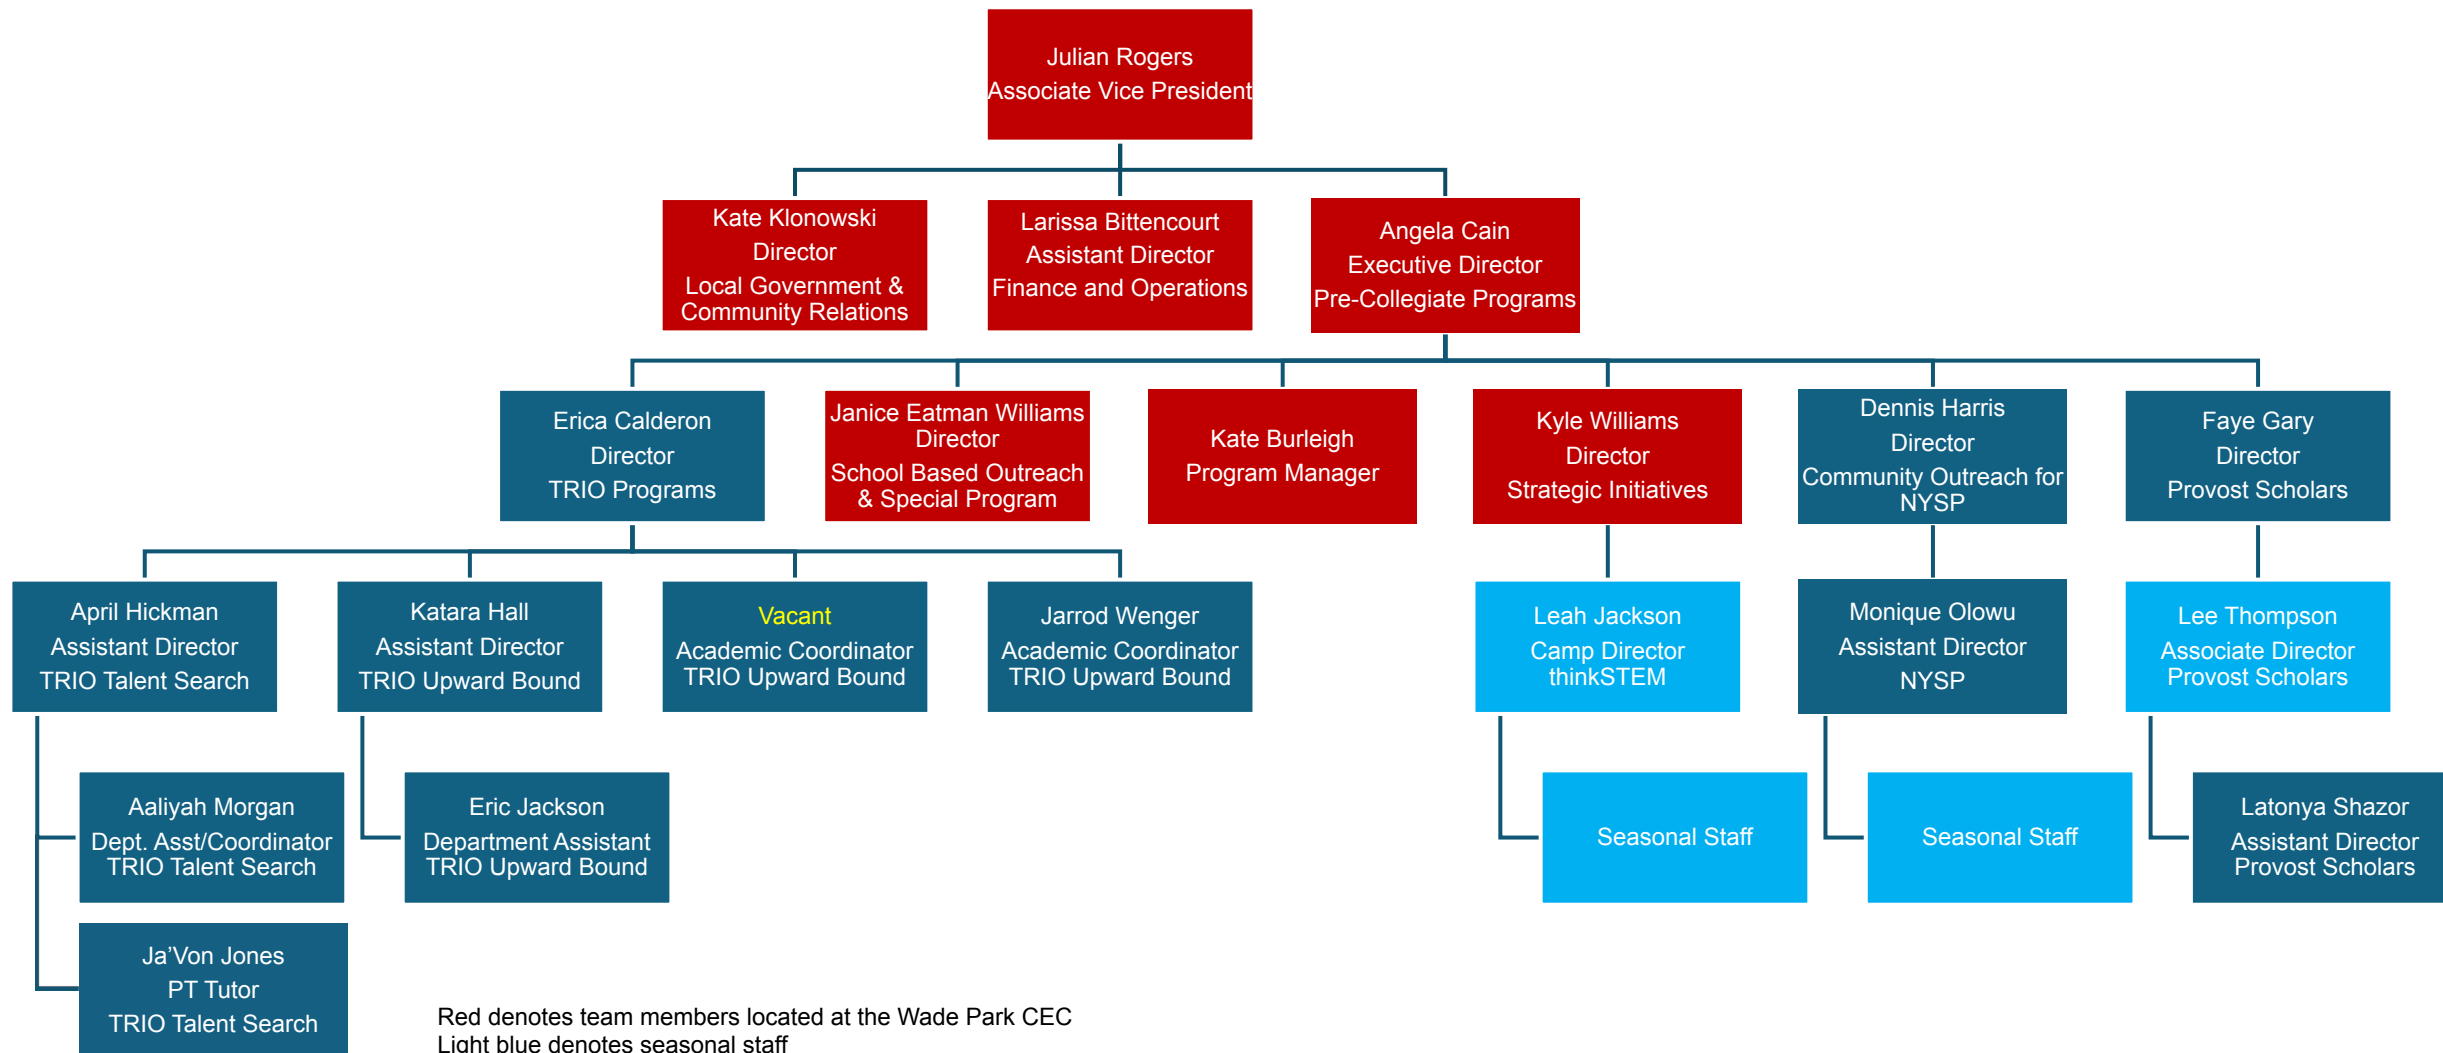 Julian Rogers
Associate Vice President
Kate Klonowski
Director
Local Government &
Community Relations
Larissa Bittencourt
Assistant Director
Finance and Operations
Angela Cain
Executive Director
Pre-Collegiate Programs
Erica Calderon
Director
TRIO Programs
Janice Eatman Williams
Director
School Based Outreach
& Special Program
Kate Burleigh
Program Manager
Kyle Williams
Director
Strategic Initiatives
Dennis Harris
Director
Community Outreach for
NYSP
Faye Gary
Director
Provost Scholars
April Hickman
Assistant Director
TRIO Talent Search
Katara Hall
Assistant Director
TRIO Upward Bound
Vacant
Academic Coordinator
TRIO Upward Bound
Jarrod Wenger
Academic Coordinator
TRIO Upward Bound
Leah Jackson
Camp Director
thinkSTEM
Monique Olowu
Assistant Director
NYSP
Lee Thompson
Associate Director
Provost Scholars
Aaliyah Morgan
Dept. Asst/Coordinator
TRIO Talent Search
Eric Jackson
Department Assistant
TRIO Upward Bound
Seasonal Staff
Seasonal Staff
Latonya Shazor
Assistant Director
Provost Scholars
Ja’Von Jones
PT Tutor
TRIO Talent Search
Red denotes team members located at the Wade Park CEC
Light blue denotes seasonal staff